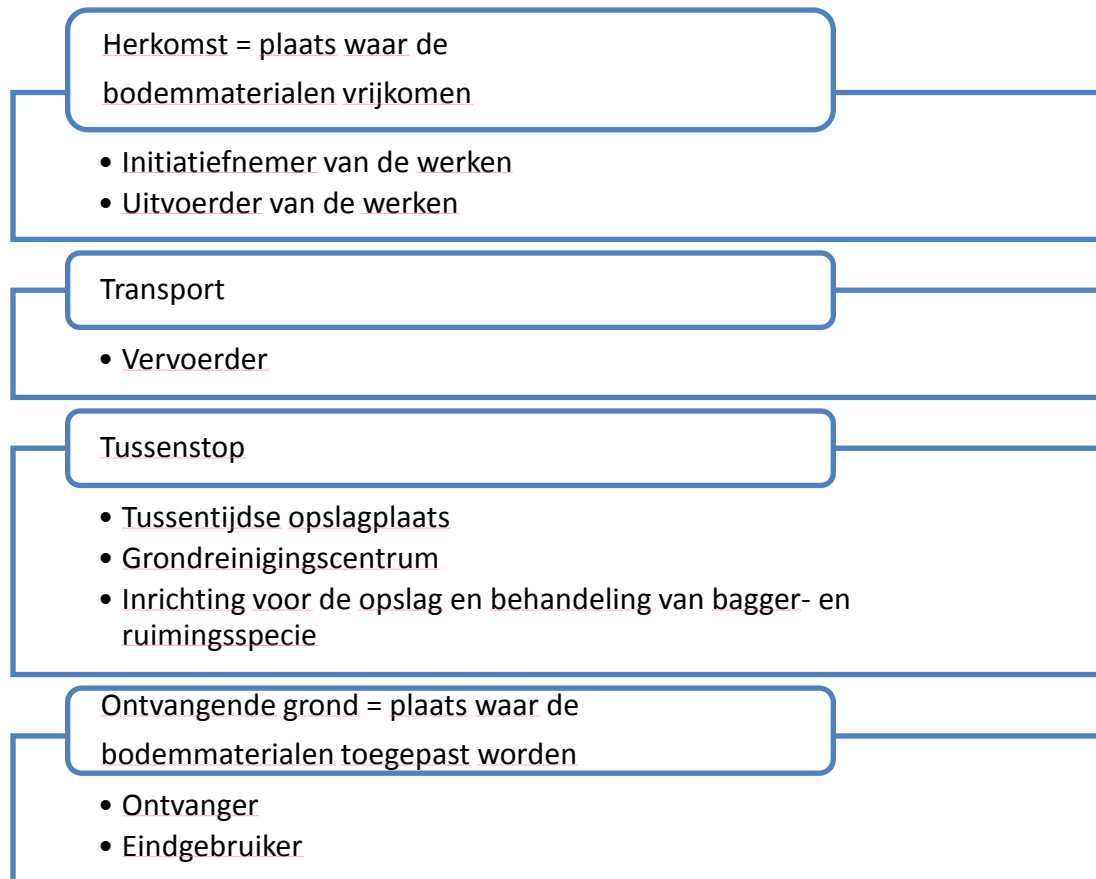 Herkomst = plaats waar de
bodemmaterialen vrijkomen
• Initiatiefnemer van de werken
• Uitvoerder van de werken
Transport
• Vervoerder
Tussenstop
• Tussentijdse opslagplaats
• Grondreinigingscentrum
• Inrichting voor de opslag en behandeling van bagger- en
ruimingsspecie
Ontvangende grond = plaats waar de
bodemmaterialen toegepast worden
• Ontvanger
• Eindgebruiker